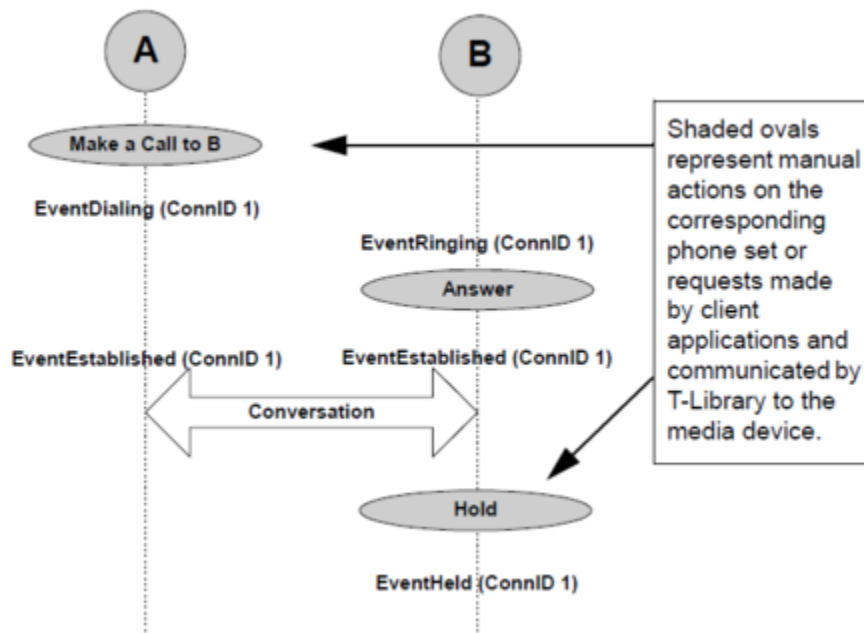 A
B
Make a Call to B
EventDialing (ConnID 1)
EventRinging (ConnID 1)
Answer
EventEstablished (ConnID 1)
EventEstablished (ConnID 1)
Conversation
Hold
EventHeld (ConnID 1)
Shaded ovals
represent manual
actions on the
corresponding
phone set or
requests made
by client
applications and
communicated by
T-Library to the
media device.